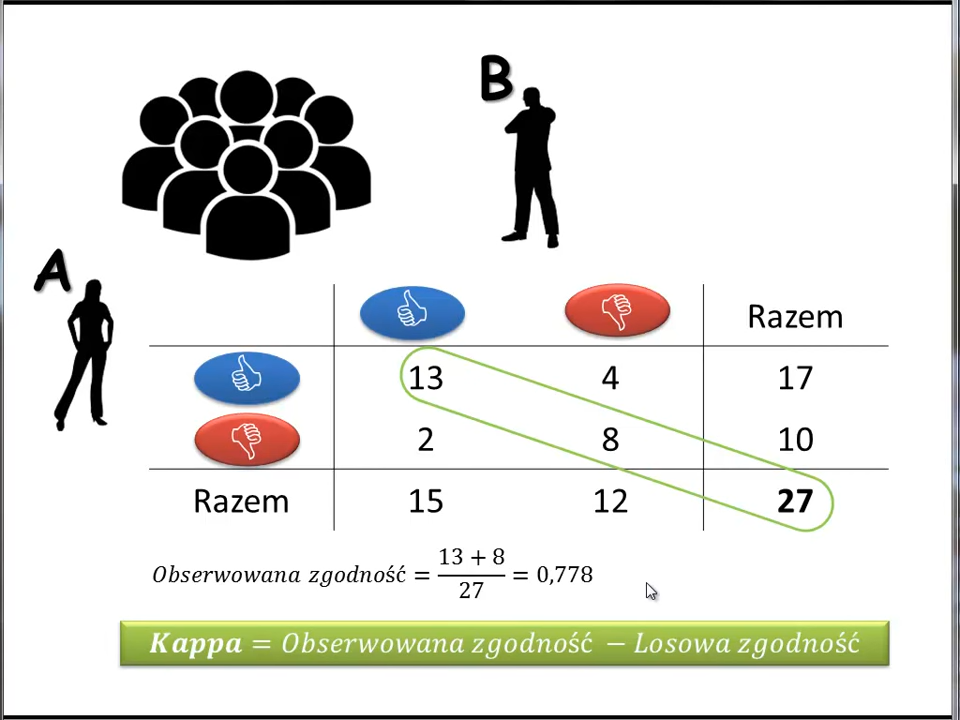 B
A
Razem
13 4 17
2 8 10
Razem 15 12 27
Obserwowana zgodność = \frac{13 + 8}{27} = 0,778
Kappa = Obserwowana zgodność − Losowa zgodność